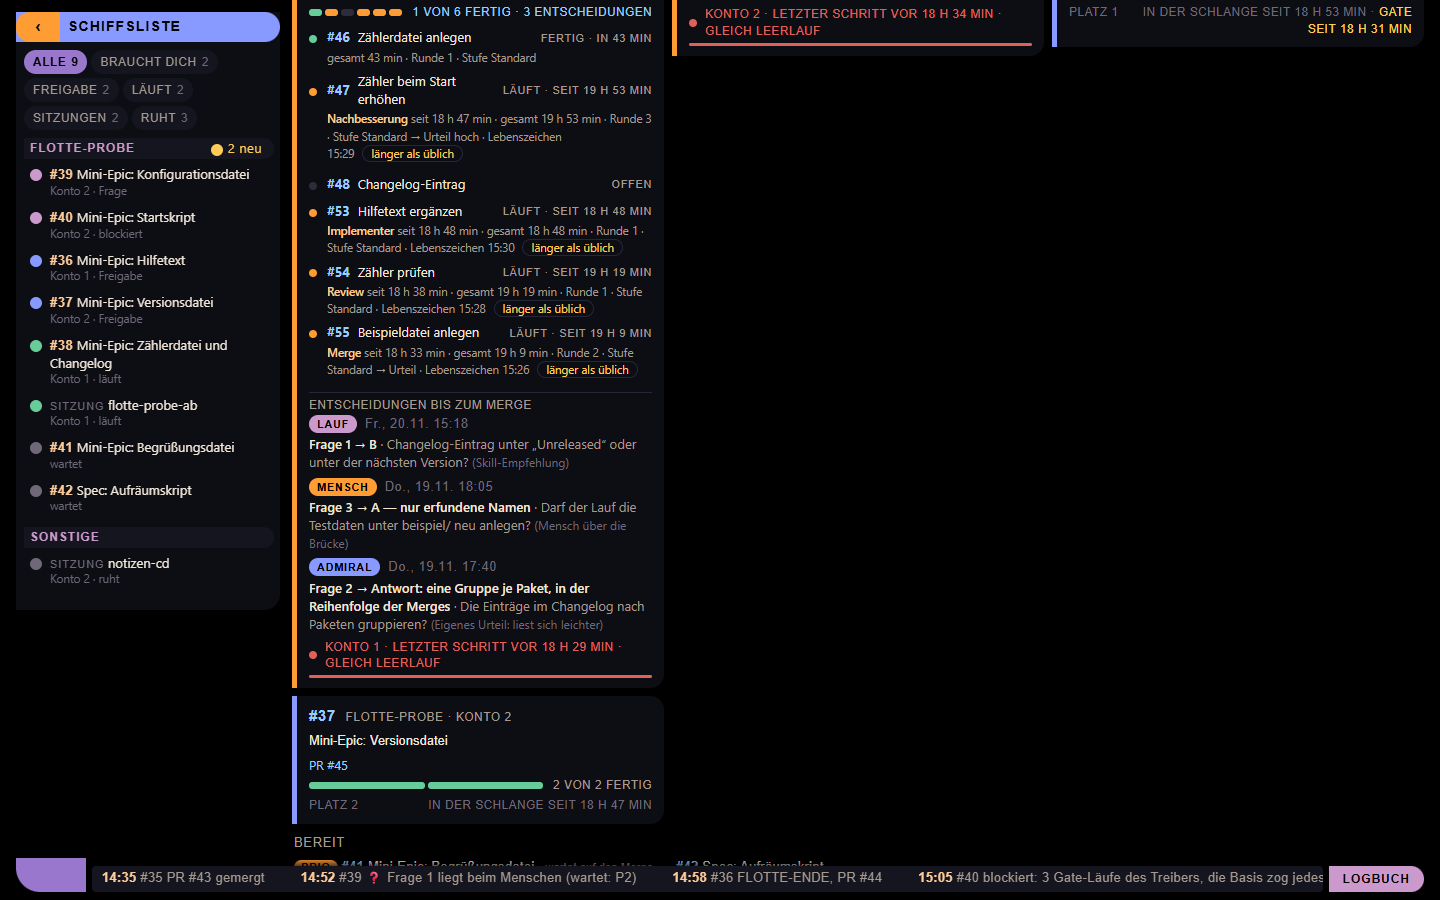 ‹ SCHIFFSLISTE
ALLE 9 BRAUCHT DICH 2
FREIGABE 2 LÄUFT 2
SITZUNGEN 2 RUHT 3
FLOTTE-PROBE 2 neu
#39 Mini-Epic: Konfigurationsdatei
Konto 2 · Frage
#40 Mini-Epic: Startskript
Konto 2 · blockiert
#36 Mini-Epic: Hilfetext
Konto 1 · Freigabe
#37 Mini-Epic: Versionsdatei
Konto 2 · Freigabe
#38 Mini-Epic: Zählerdatei und
Changelog
Konto 1 · läuft
SITZUNG flotte-probe-ab
Konto 1 · läuft
#41 Mini-Epic: Begrüßungsdatei
wartet
#42 Spec: Aufräumskript
wartet
SONSTIGE
SITZUNG notizen-cd
Konto 2 · ruht
1 VON 6 FERTIG · 3 ENTSCHEIDUNGEN
#46 Zählerdatei anlegen FERTIG · IN 43 MIN
gesamt 43 min · Runde 1 · Stufe Standard
#47 Zähler beim Start
erhöhen LÄUFT · SEIT 19 H 53 MIN
Nachbesserung seit 18 h 47 min · gesamt 19 h 53 min · Runde 3
· Stufe Standard → Urteil hoch · Lebenszeichen
15:29 länger als üblich
#48 Changelog-Eintrag OFFEN
#53 Hilfetext ergänzen LÄUFT · SEIT 18 H 48 MIN
Implementer seit 18 h 48 min · gesamt 18 h 48 min · Runde 1 ·
Stufe Standard · Lebenszeichen 15:30 länger als üblich
#54 Zähler prüfen LÄUFT · SEIT 19 H 19 MIN
Review seit 18 h 38 min · gesamt 19 h 19 min · Runde 1 · Stufe
Standard · Lebenszeichen 15:28 länger als üblich
#55 Beispieldatei anlegen LÄUFT · SEIT 19 H 9 MIN
Merge seit 18 h 33 min · gesamt 19 h 9 min · Runde 2 · Stufe
Standard → Urteil · Lebenszeichen 15:26 länger als üblich
ENTSCHEIDUNGEN BIS ZUM MERGE
LAUF Fr., 20.11. 15:18
Frage 1 → B · Changelog-Eintrag unter „Unreleased“ oder
unter der nächsten Version? (Skill-Empfehlung)
MENSCH Do., 19.11. 18:05
Frage 3 → A — nur erfundene Namen · Darf der Lauf die
Testdaten unter beispiel/ neu anlegen? (Mensch über die
Brücke)
ADMIRAL Do., 19.11. 17:40
Frage 2 → Antwort: eine Gruppe je Paket, in der
Reihenfolge der Merges · Die Einträge im Changelog nach
Paketen gruppieren? (Eigenes Urteil: liest sich leichter)
KONTO 1 · LETZTER SCHRITT VOR 18 H 29 MIN ·
GLEICH LEERLAUF
#37 FLOTTE-PROBE · KONTO 2
Mini-Epic: Versionsdatei
PR #45
2 VON 2 FERTIG
PLATZ 2 IN DER SCHLANGE SEIT 18 H 47 MIN
KONTO 2 · LETZTER SCHRITT VOR 18 H 34 MIN ·
GLEICH LEERLAUF
PLATZ 1 IN DER SCHLANGE SEIT 18 H 53 MIN · GATE
SEIT 18 H 31 MIN
BEREIT
#41 Mini-Epic: Begrüßungsdatei wartet auf den Merge #42 Spec: Aufräumskript
14:35 #35 PR #43 gemergt 14:52 #39 ❓ Frage 1 liegt beim Menschen (wartet: P2) 14:58 #36 FLOTTE-ENDE, PR #44 15:05 #40 blockiert: 3 Gate-Läufe des Treibers, die Basis zog jedes
LOGBUCH